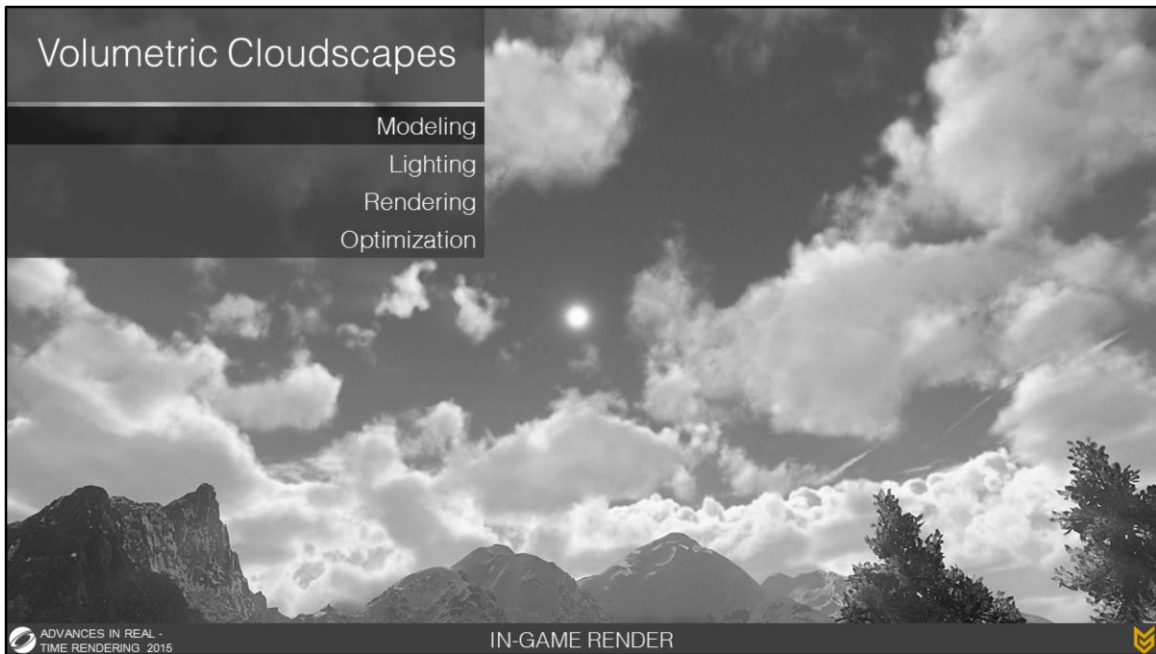 Volumetric Cloudscapes
Modeling
Lighting
Rendering
Optimization
ADVANCES IN REAL -
TIME RENDERING 2015
IN-GAME RENDER